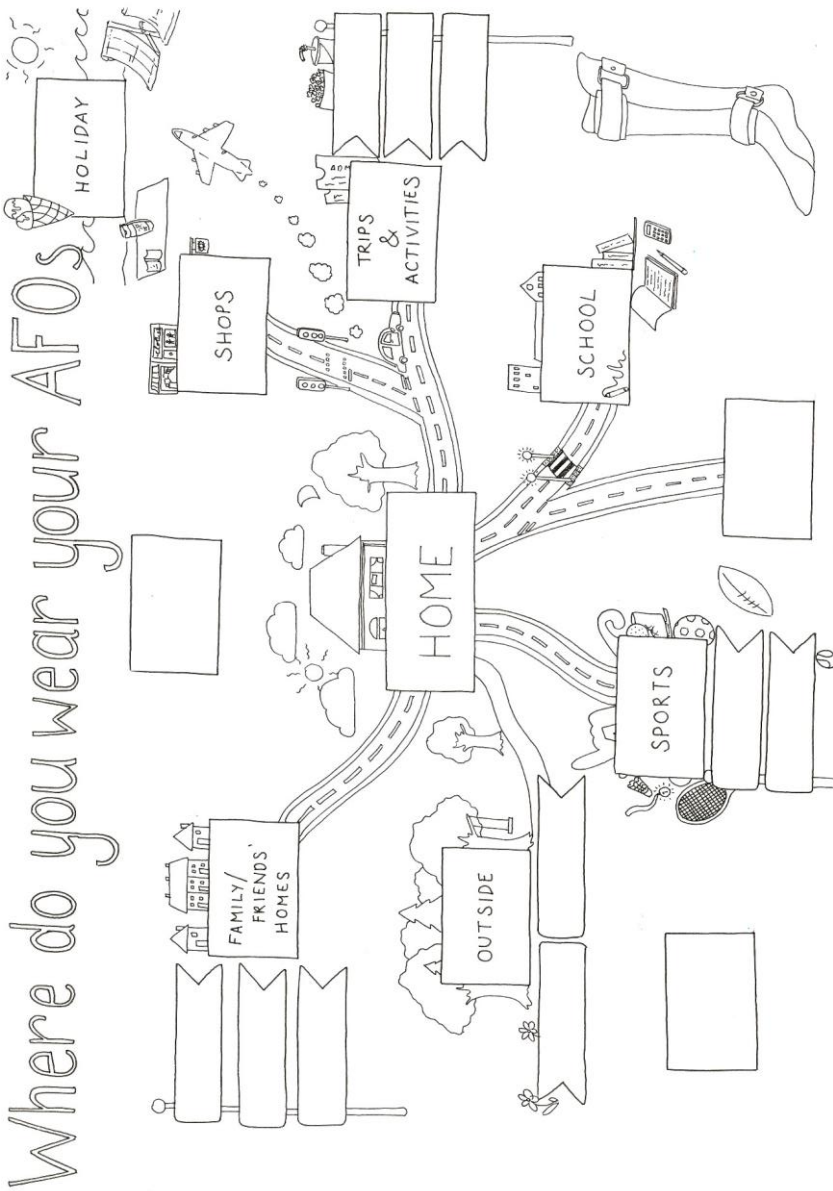 Where do you wear your AFOs
HOLIDAY
SHOPS
TRIPS
&
ACTIVITIES
FAMILY/
FRIENDS'
HOMES
HOME
SCHOOL
OUTSIDE
SPORTS